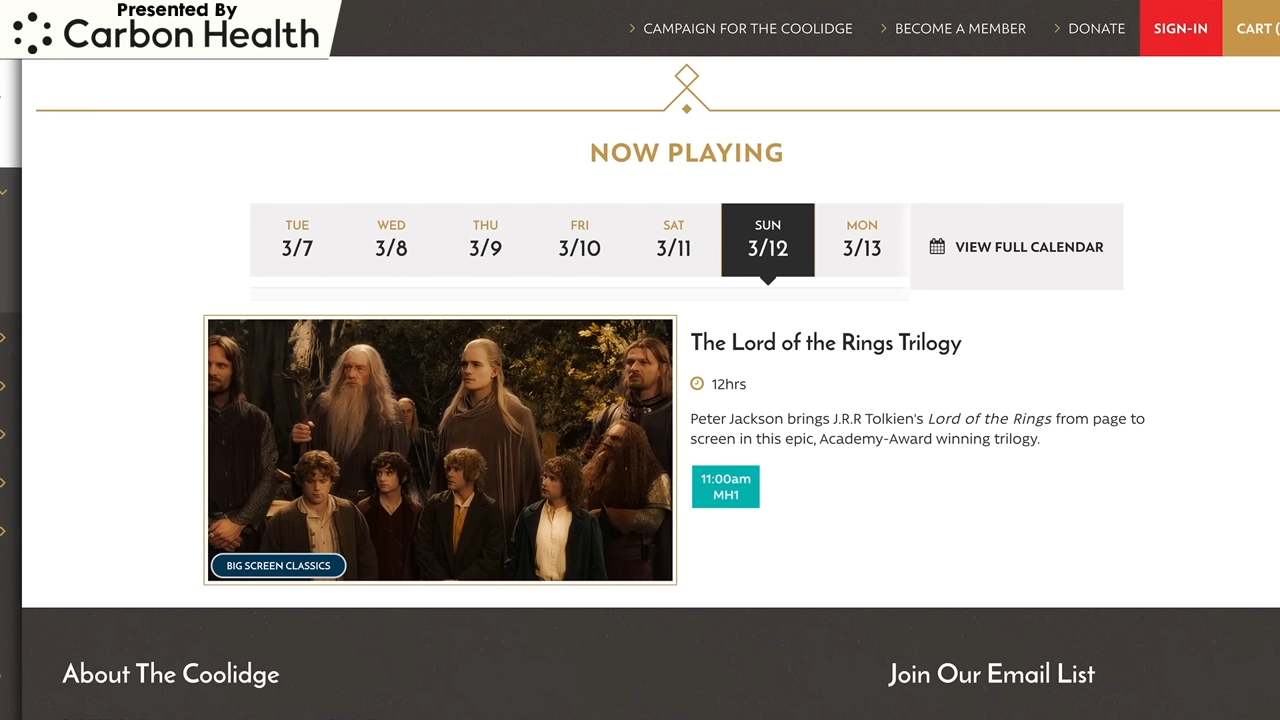 Presented By
Carbon Health
CAMPAIGN FOR THE COOLIDGE
BECOME A MEMBER
DONATE
SIGN-IN
CART (
NOW PLAYING
TUE
3/7
WED
3/8
THU
3/9
FRI
3/10
SAT
3/11
SUN
3/12
MON
3/13
VIEW FULL CALENDAR
The Lord of the Rings Trilogy
12hrs
Peter Jackson brings J.R.R Tolkien's Lord of the Rings from page to
screen in this epic, Academy-Award winning trilogy.
11:00am
MH1
BIG SCREEN CLASSICS
About The Coolidge
Join Our Email List